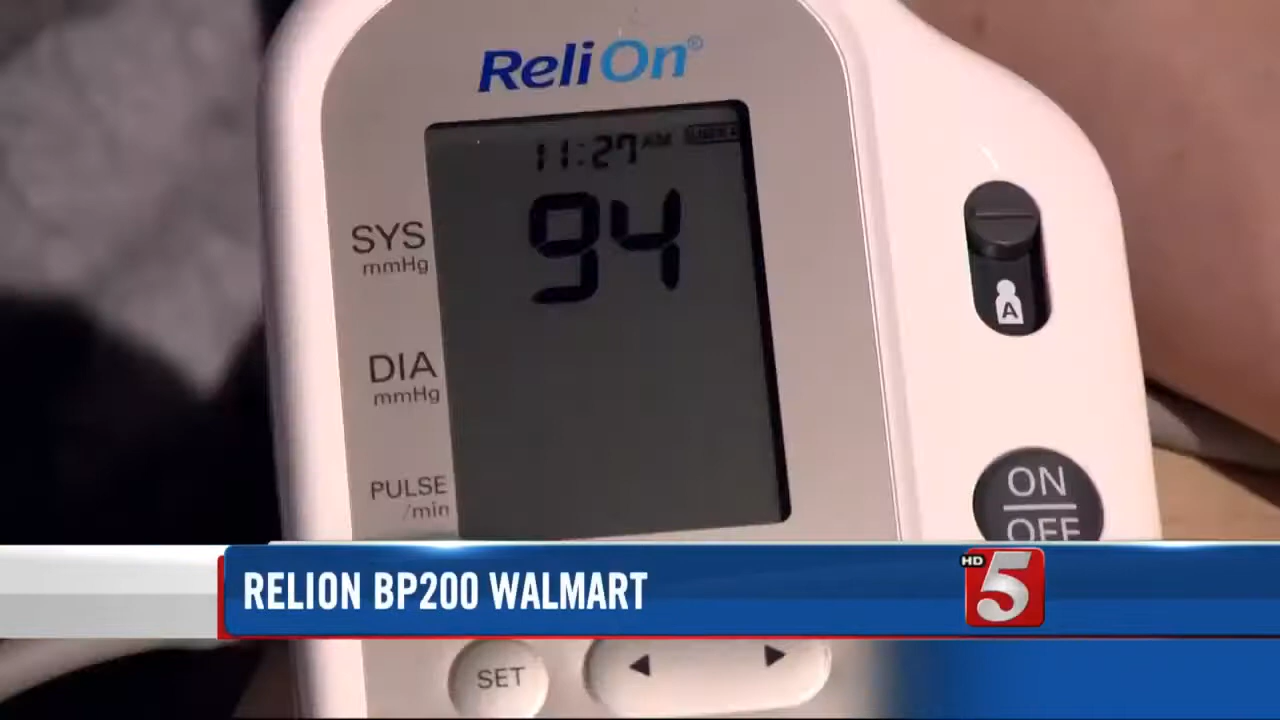 ReliOn®
11:27 AM
94
SYS
mmHg
DIA
mmHg
PULSE
/min
A
ON
OFF
RELION BP200 WALMART
HD
5
SET